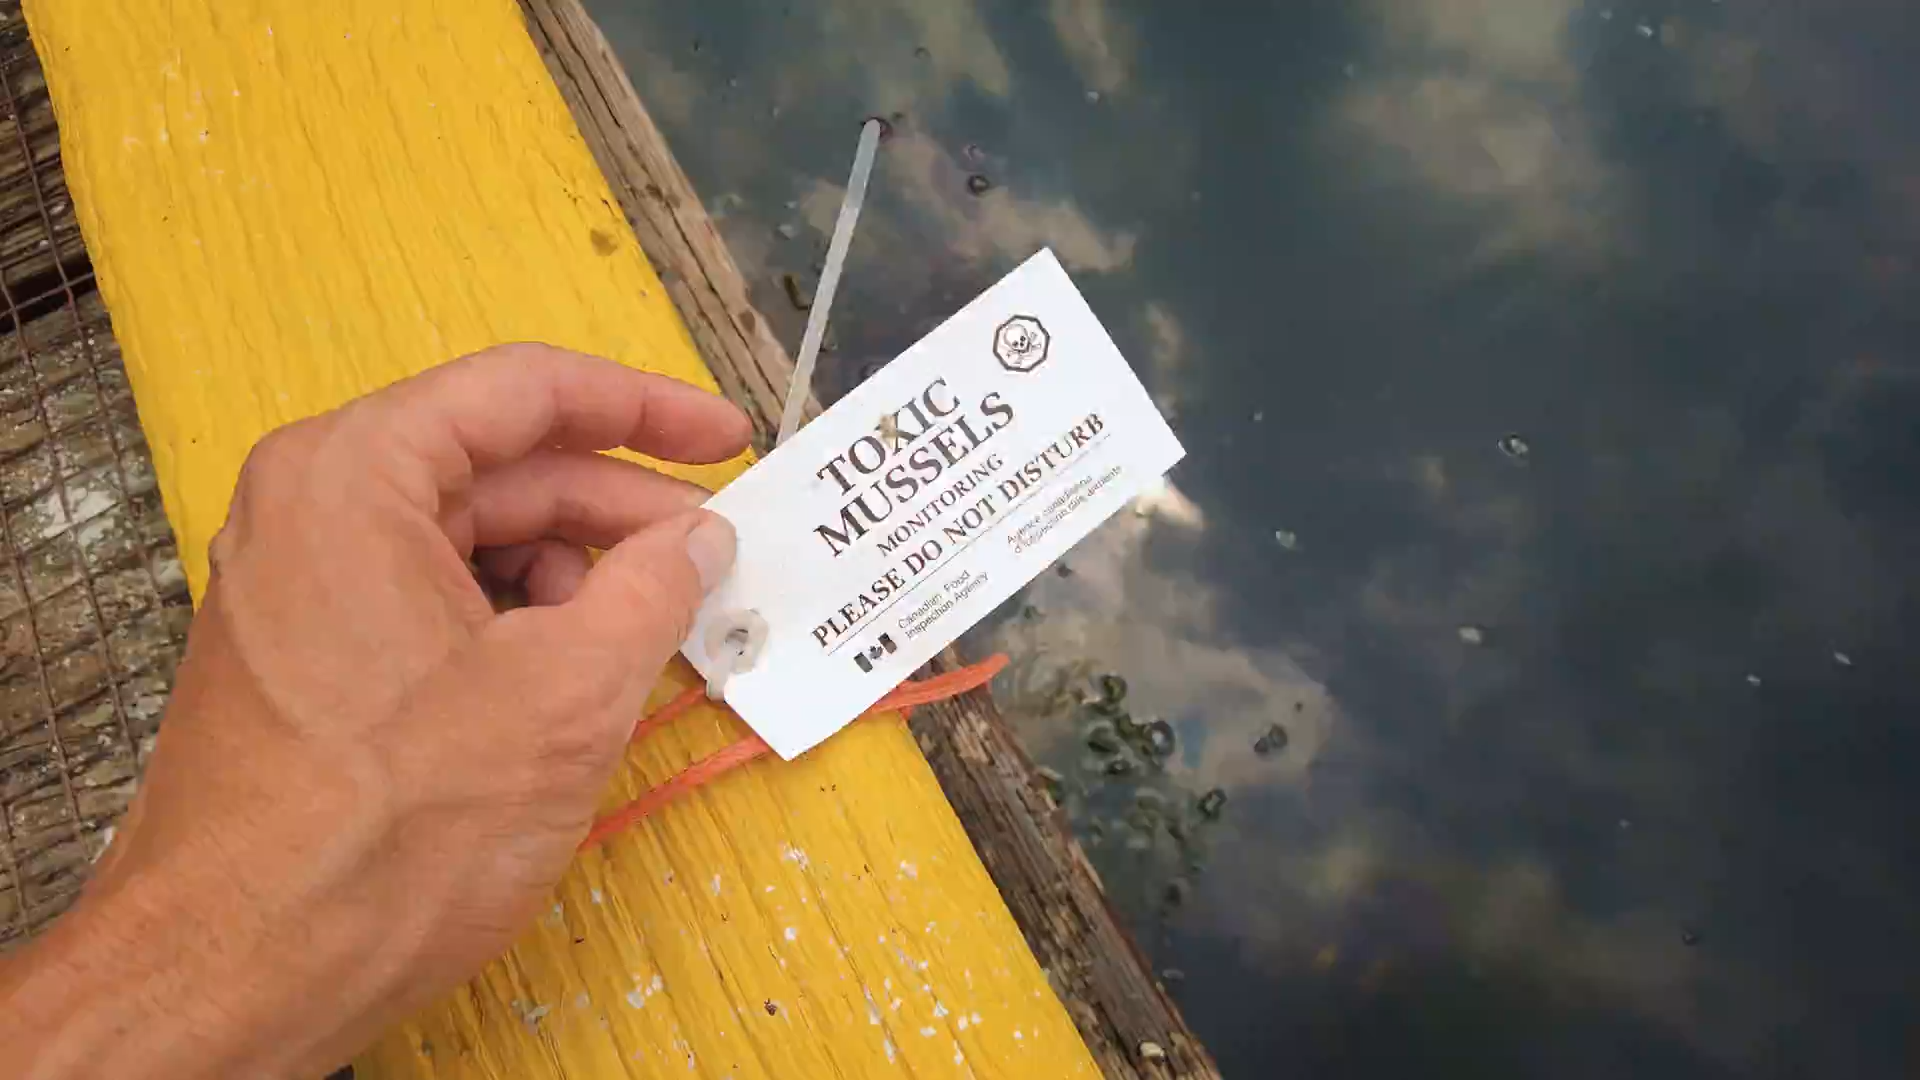 TOXIC
MUSSELS
MONITORING
PLEASE DO NOT DISTURB
Canadian Food
Inspection Agency
Agence canadienne
d'inspection des aliments